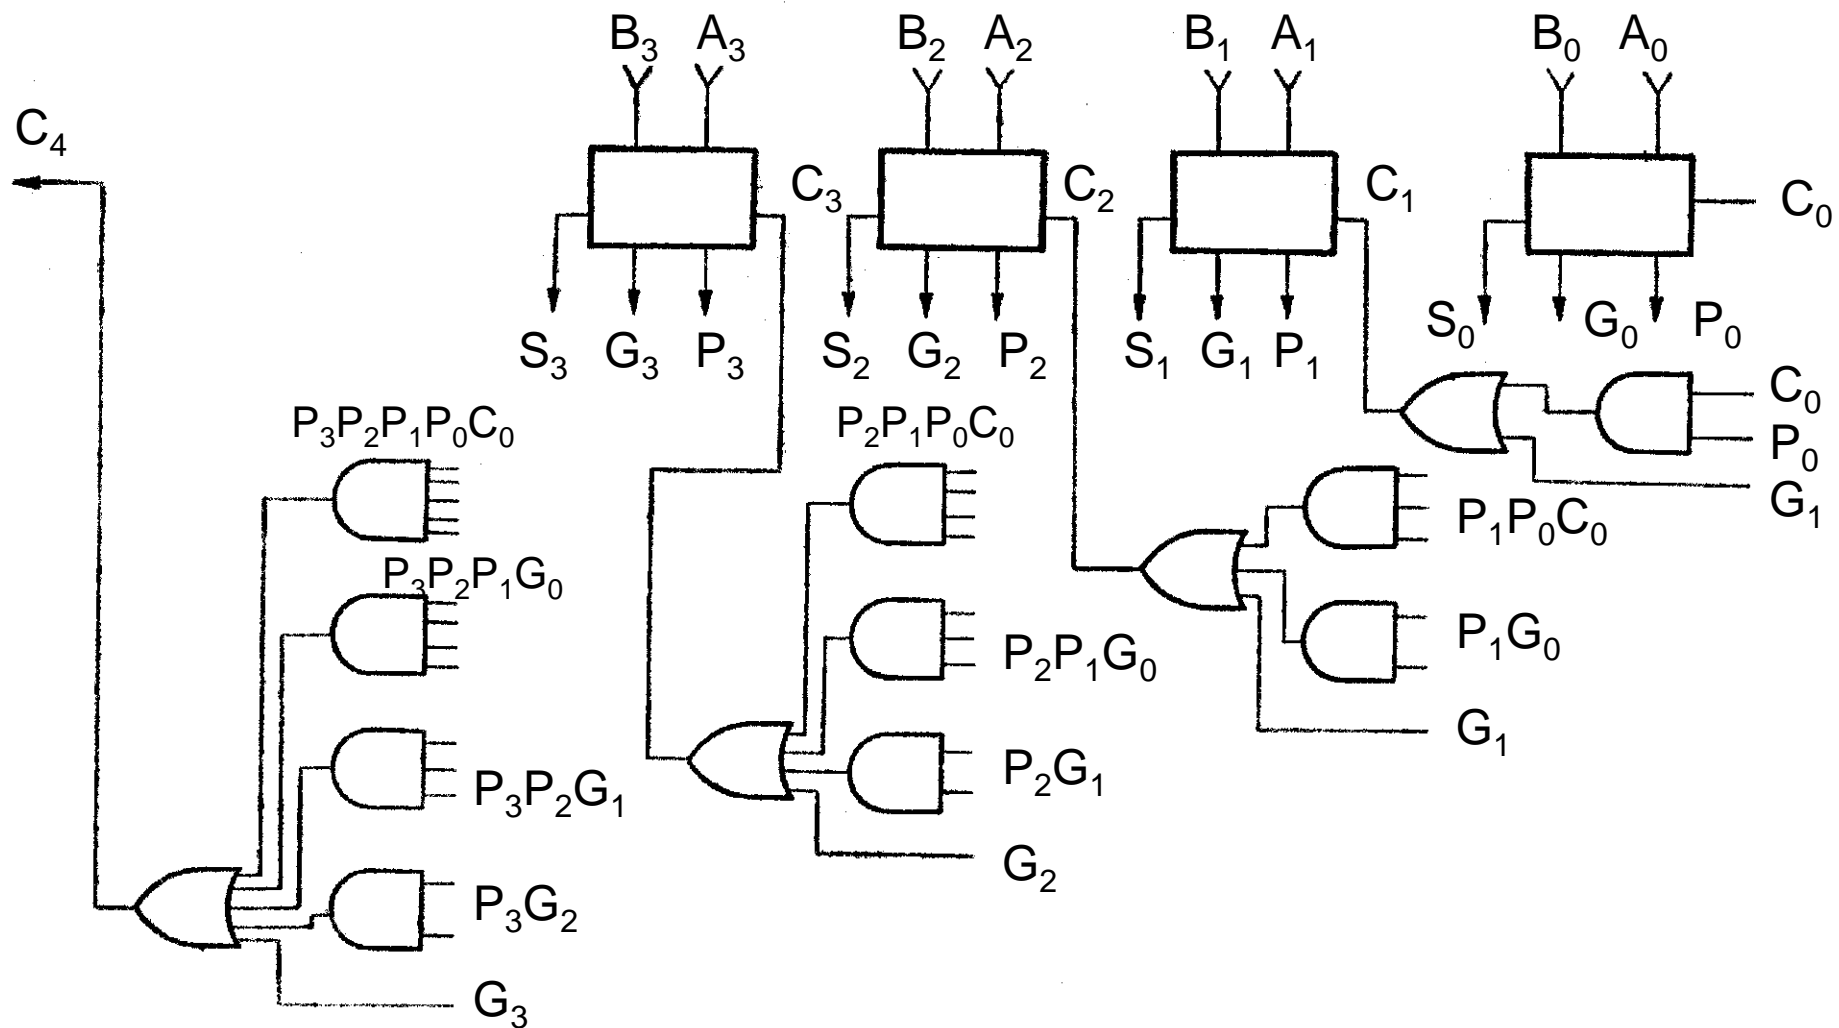 B₃ A₃ B₂ A₂ B₁ A₁ B₀ A₀
C₄
C₃ C₂ C₁ C₀
S₃ G₃ P₃ S₂ G₂ P₂ S₁ G₁ P₁ S₀ G₀ P₀
C₀
P₀
G₁
P₃P₂P₁P₀C₀
P₂P₁P₀C₀
P₁P₀C₀
P₃P₂P₁G₀
P₂P₁G₀
P₁G₀
G₁
P₃P₂G₁
P₂G₁
G₂
P₃G₂
G₃